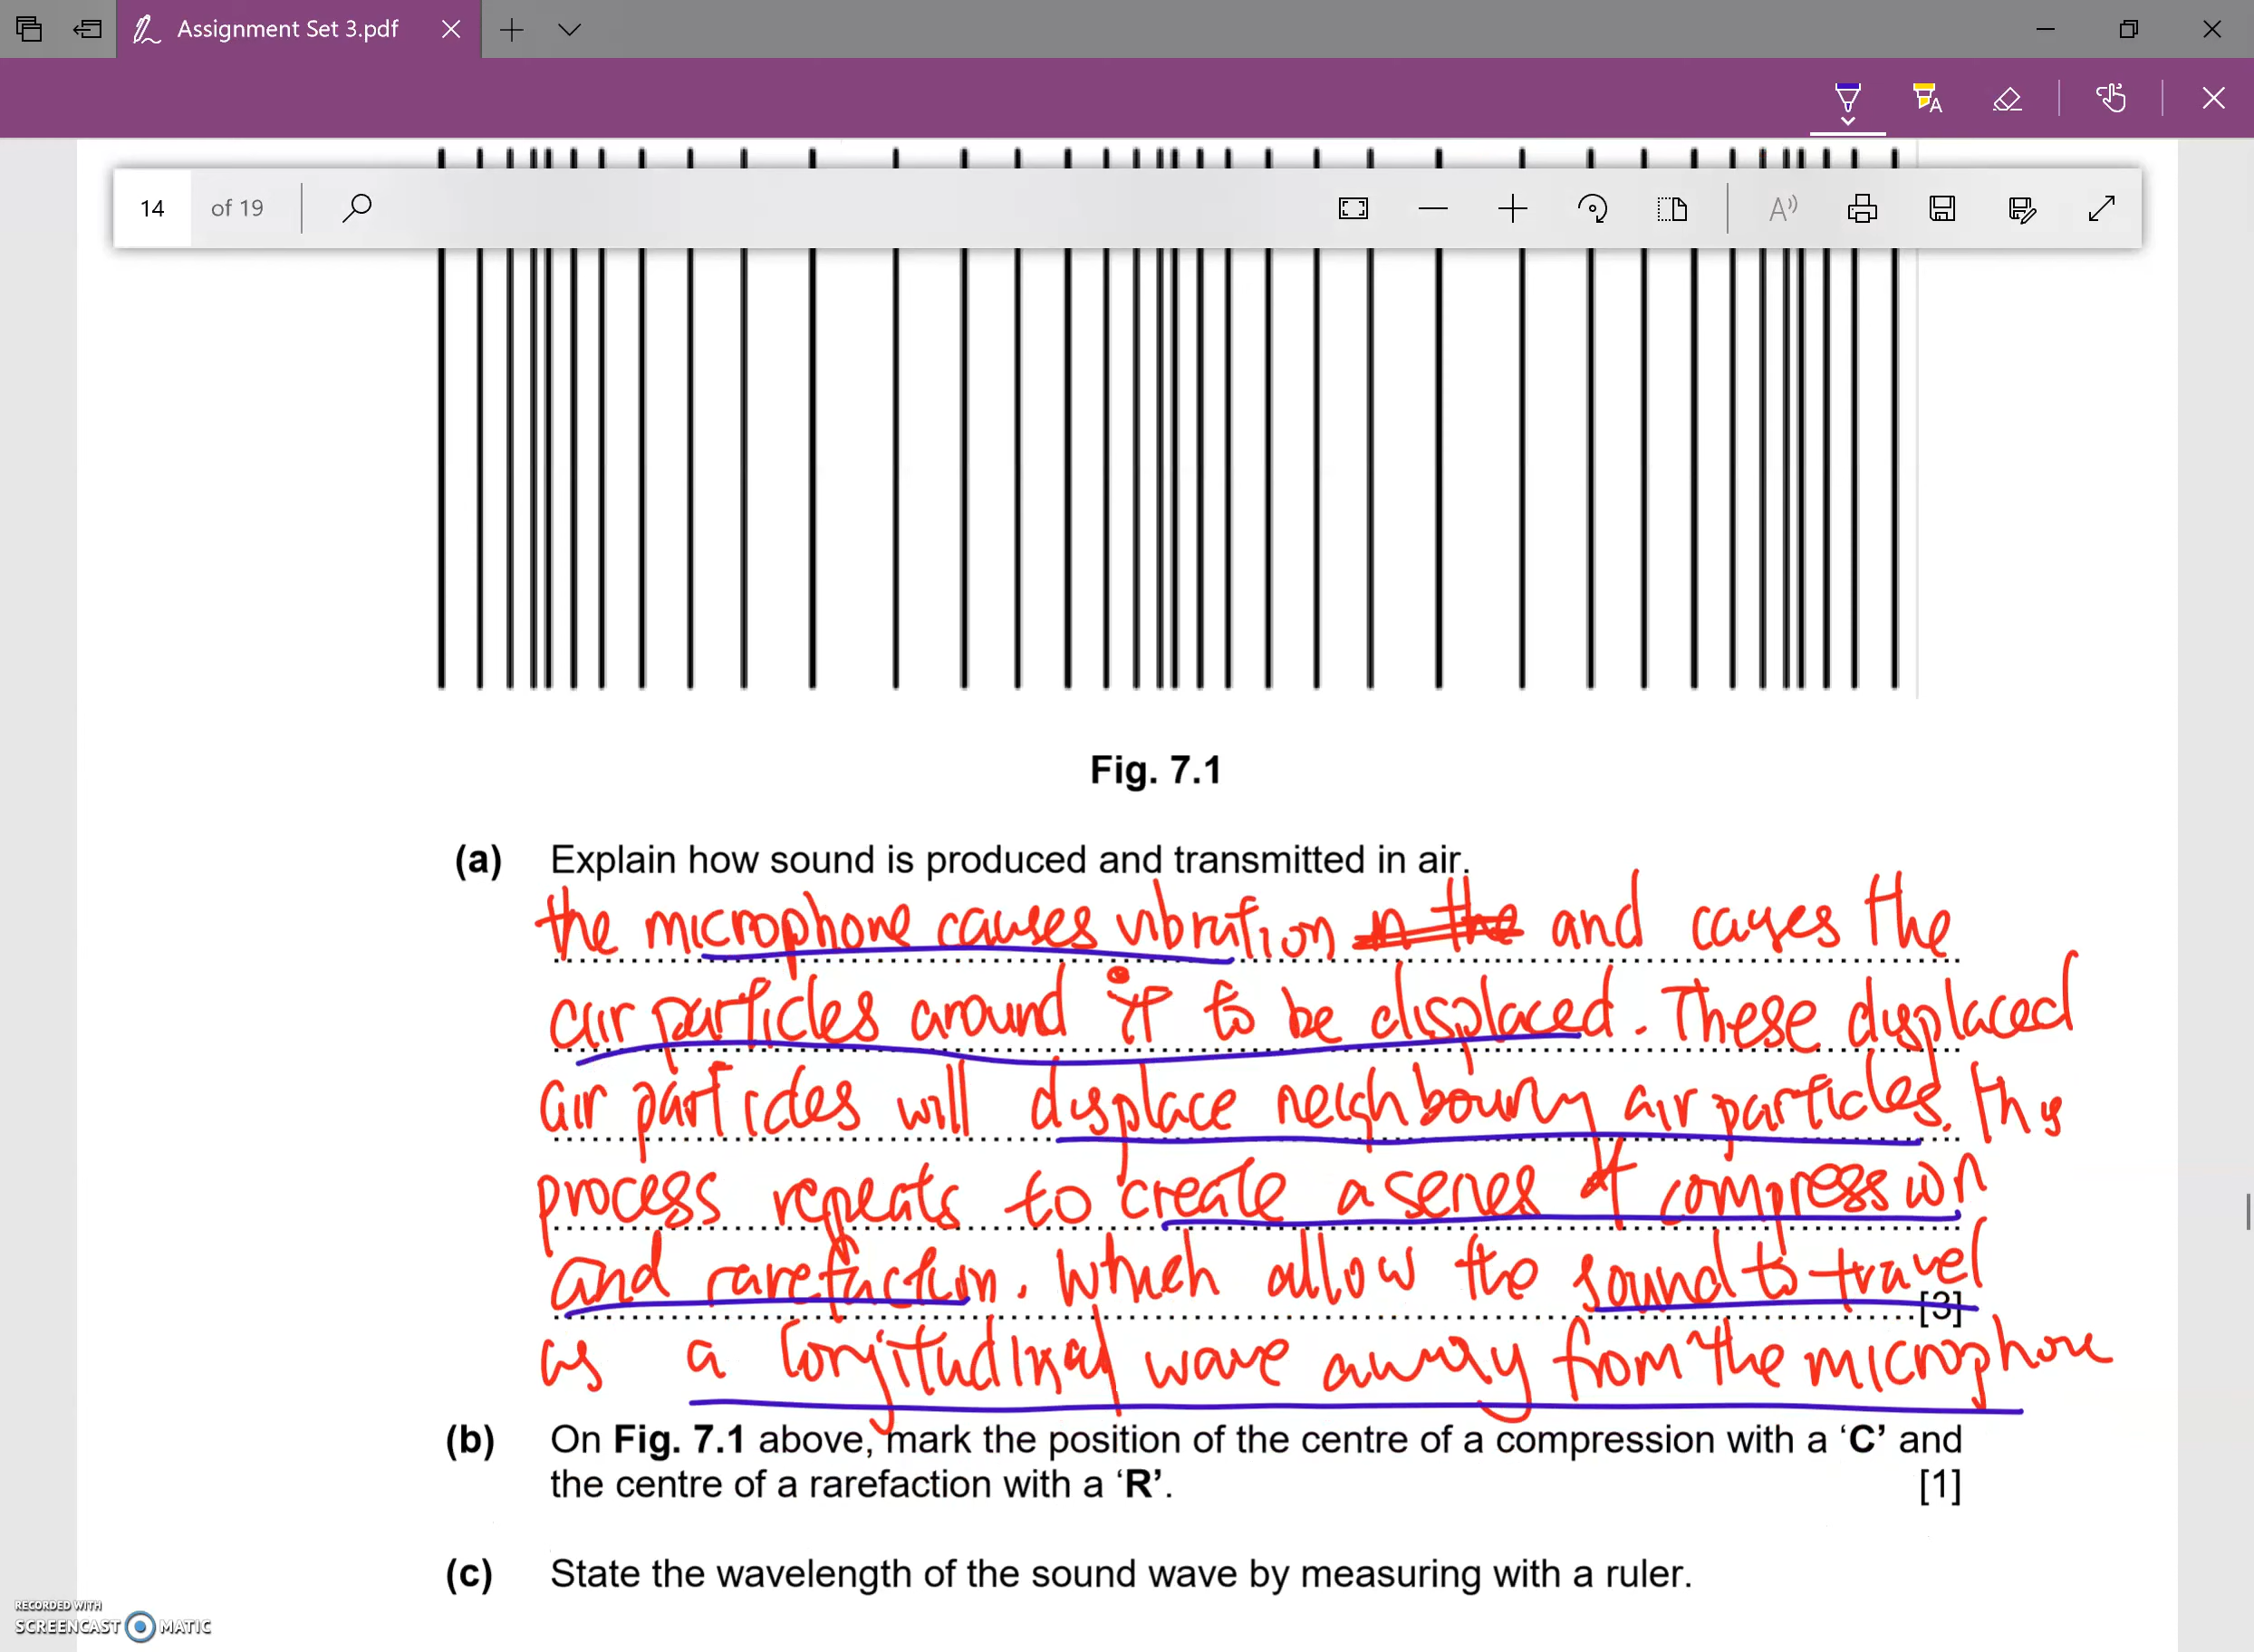 Assignment Set 3.pdf
14 of 19
Fig. 7.1
(a) Explain how sound is produced and transmitted in air.
the microphone causes vibration in the and causes the
air particles around it to be displaced. These displaced
air particles will displace neighbouring air particles. This
process repeats to create a series of compression
and rarefaction. Which allow the sound to travel
[3]
as a longitudinal wave away from the microphone
(b) On Fig. 7.1 above, mark the position of the centre of a compression with a ‘C’ and
the centre of a rarefaction with a ‘R’. [1]
(c) State the wavelength of the sound wave by measuring with a ruler.
RECORDED WITH
SCREENCAST MATIC